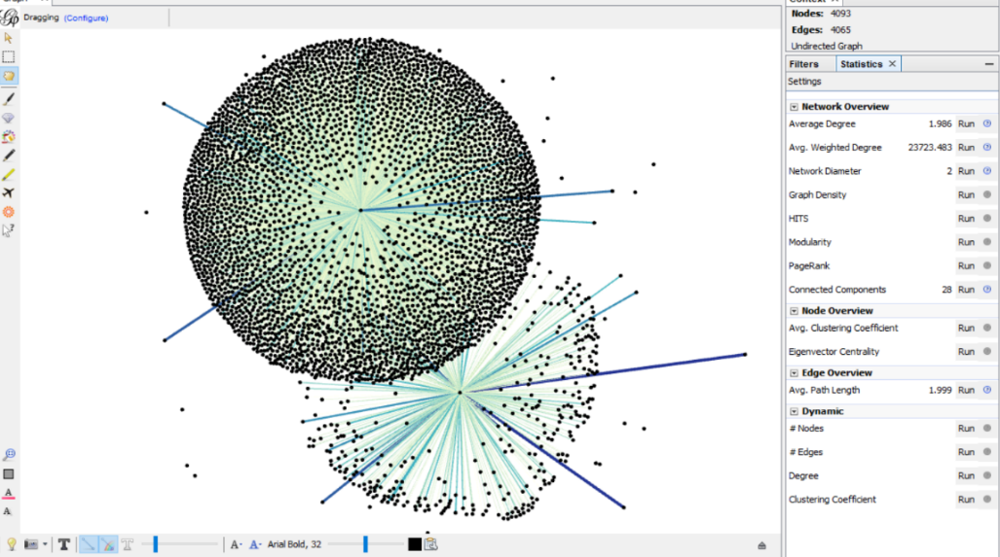 Dragging (Configure)
Context
Nodes: 4093
Edges: 4065
Undirected Graph
Filters Statistics
Settings
Network Overview
Average Degree 1.986 Run
Avg. Weighted Degree 23723.483 Run
Network Diameter 2 Run
Graph Density Run
HITS Run
Modularity Run
PageRank Run
Connected Components 28 Run
Node Overview
Avg. Clustering Coefficient Run
Eigenvector Centrality Run
Edge Overview
Avg. Path Length 1.999 Run
Dynamic
# Nodes Run
# Edges Run
Degree Run
Clustering Coefficient Run
T T A- A- Arial Bold, 32